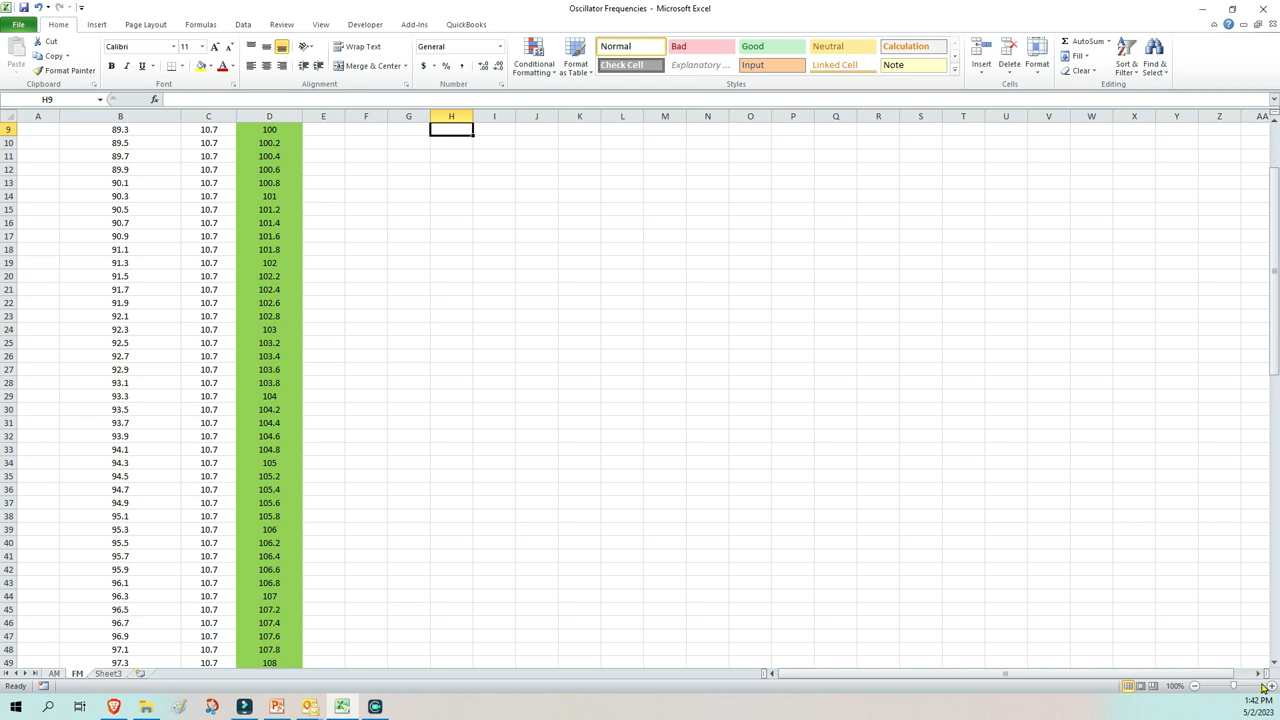 Oscillator Frequencies - Microsoft Excel
File Home Insert Page Layout Formulas Data Review View Developer Add-Ins QuickBooks
Cut Calibri 11 Wrap Text General Normal Bad Good Neutral Calculation AutoSum
Copy Fill
Paste Format Painter Merge & Center Conditional Formatting Format as Table Check Cell Explanatory ... Input Linked Cell Note Insert Delete Format Clear Sort & Filter Find & Select
Clipboard Font Alignment Number Styles Cells Editing
H9 fx
A B C D E F G H I J K L M N O P Q R S T U V W X Y Z AA
9 89.3 10.7 100
10 89.5 10.7 100.2
11 89.7 10.7 100.4
12 89.9 10.7 100.6
13 90.1 10.7 100.8
14 90.3 10.7 101
15 90.5 10.7 101.2
16 90.7 10.7 101.4
17 90.9 10.7 101.6
18 91.1 10.7 101.8
19 91.3 10.7 102
20 91.5 10.7 102.2
21 91.7 10.7 102.4
22 91.9 10.7 102.6
23 92.1 10.7 102.8
24 92.3 10.7 103
25 92.5 10.7 103.2
26 92.7 10.7 103.4
27 92.9 10.7 103.6
28 93.1 10.7 103.8
29 93.3 10.7 104
30 93.5 10.7 104.2
31 93.7 10.7 104.4
32 93.9 10.7 104.6
33 94.1 10.7 104.8
34 94.3 10.7 105
35 94.5 10.7 105.2
36 94.7 10.7 105.4
37 94.9 10.7 105.6
38 95.1 10.7 105.8
39 95.3 10.7 106
40 95.5 10.7 106.2
41 95.7 10.7 106.4
42 95.9 10.7 106.6
43 96.1 10.7 106.8
44 96.3 10.7 107
45 96.5 10.7 107.2
46 96.7 10.7 107.4
47 96.9 10.7 107.6
48 97.1 10.7 107.8
49 97.3 10.7 108
AM FM Sheet3
Ready 100%
1:42 PM
5/2/2023